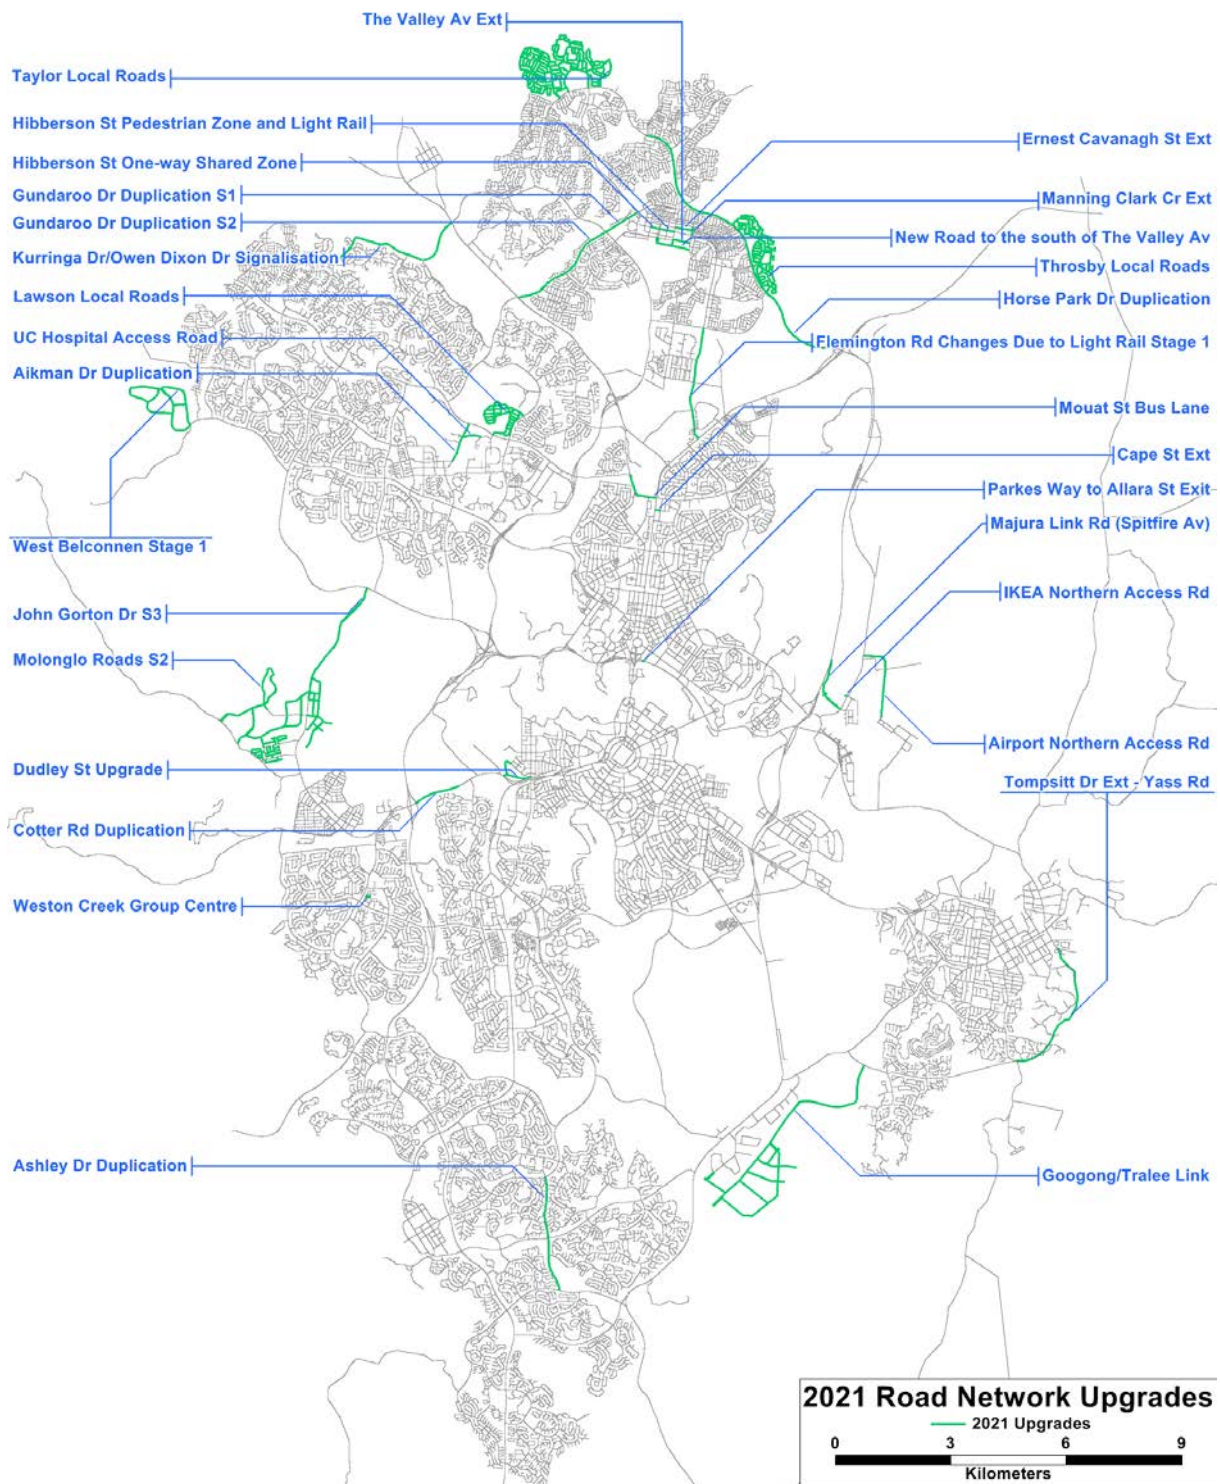 The Valley Av Ext
Taylor Local Roads
Hibberson St Pedestrian Zone and Light Rail
Ernest Cavanagh St Ext
Hibberson St One-way Shared Zone
Gundaroo Dr Duplication S1
Manning Clark Cr Ext
Gundaroo Dr Duplication S2
New Road to the south of The Valley Av
Kurringa Dr/Owen Dixon Dr Signalisation
Throsby Local Roads
Lawson Local Roads
Horse Park Dr Duplication
UC Hospital Access Road
Flemington Rd Changes Due to Light Rail Stage 1
Aikman Dr Duplication
Mouat St Bus Lane
Cape St Ext
Parkes Way to Allara St Exit
Majura Link Rd (Spitfire Av)
West Belconnen Stage 1
IKEA Northern Access Rd
John Gorton Dr S3
Molonglo Roads S2
Airport Northern Access Rd
Dudley St Upgrade
Tompsitt Dr Ext - Yass Rd
Cotter Rd Duplication
Weston Creek Group Centre
Ashley Dr Duplication
Googong/Tralee Link
2021 Road Network Upgrades
2021 Upgrades
0 3 6 9
Kilometers